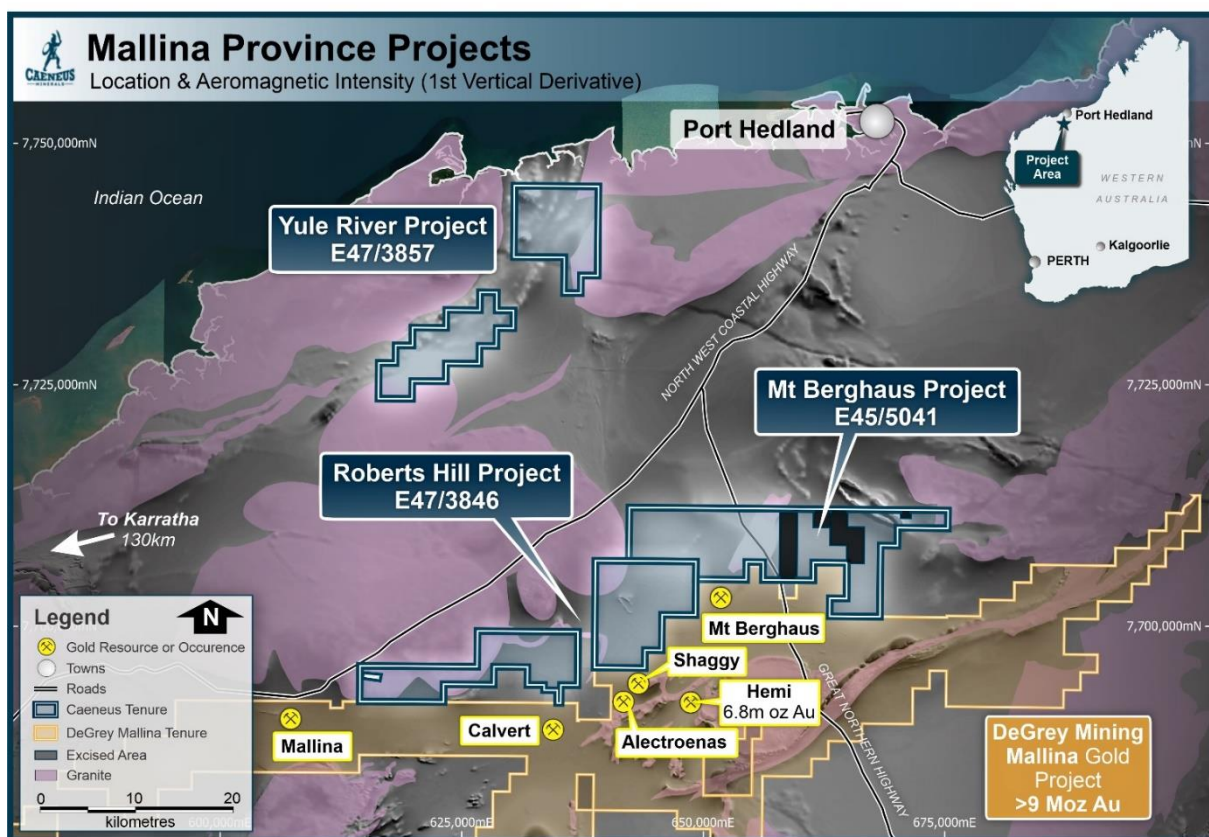 CAENEUS
MINERALS
Mallina Province Projects
Location & Aeromagnetic Intensity (1st Vertical Derivative)
Port Hedland
Port Hedland
Project
Area
WESTERN
AUSTRALIA
Kalgoorlie
PERTH
7,750,000mN
Indian Ocean
Yule River Project
E47/3857
NORTH WEST COASTAL HIGHWAY
7,725,000mN
7,725,000mN
Mt Berghaus Project
E45/5041
Roberts Hill Project
E47/3846
To Karratha
130km
Legend
N
Gold Resource or Occurence
Towns
Roads
Caeneus Tenure
DeGrey Mallina Tenure
Excised Area
Granite
0 10 20
kilometres
Mt Berghaus
7,700,000mN
Shaggy
Hemi
6.8m oz Au
Mallina
Calvert
Alectroenas
GREAT NORTHERN HIGHWAY
DeGrey Mining
Mallina Gold
Project
>9 Moz Au
600,000mE
625,000mE
650,000mE
675,000mE